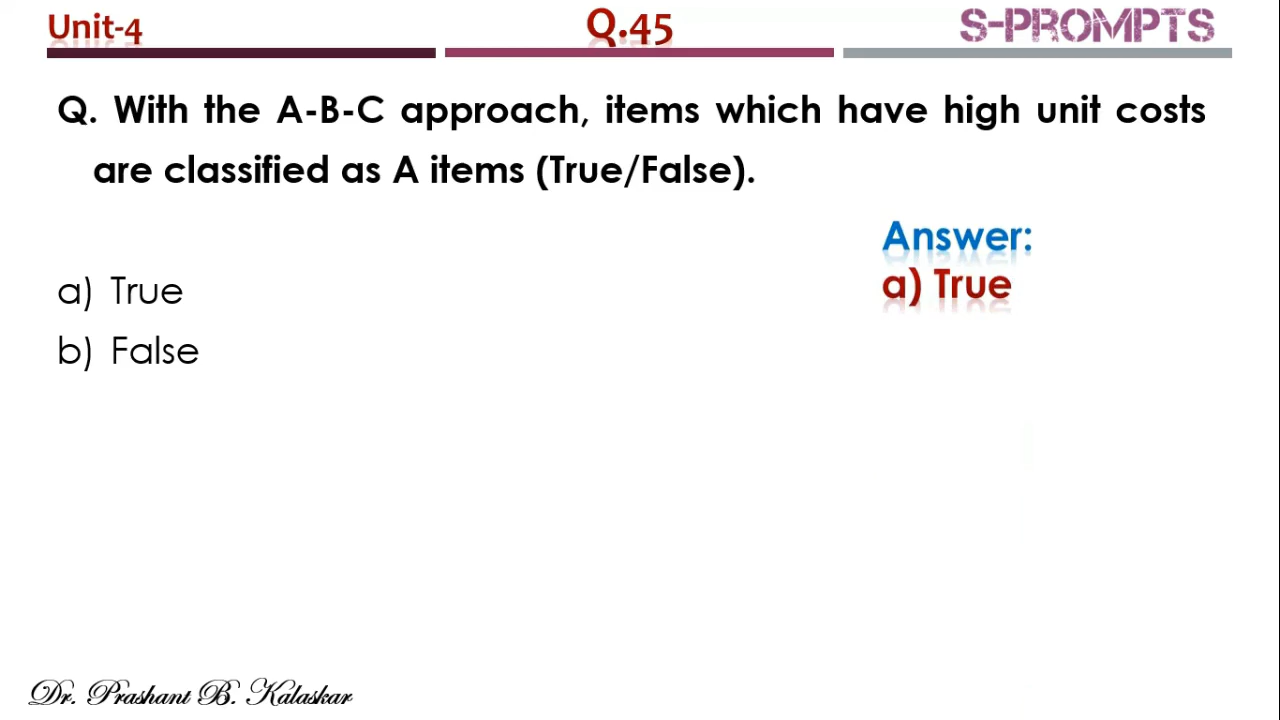 Unit-4
Q.45
S-PROMPTS
Q. With the A-B-C approach, items which have high unit costs
are classified as A items (True/False).
Answer:
a) True
a) True
b) False
Dr. Prashant B. Kalaskar